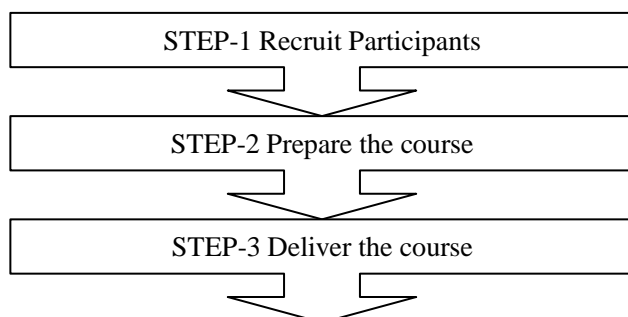 STEP-1 Recruit Participants
STEP-2 Prepare the course
STEP-3 Deliver the course